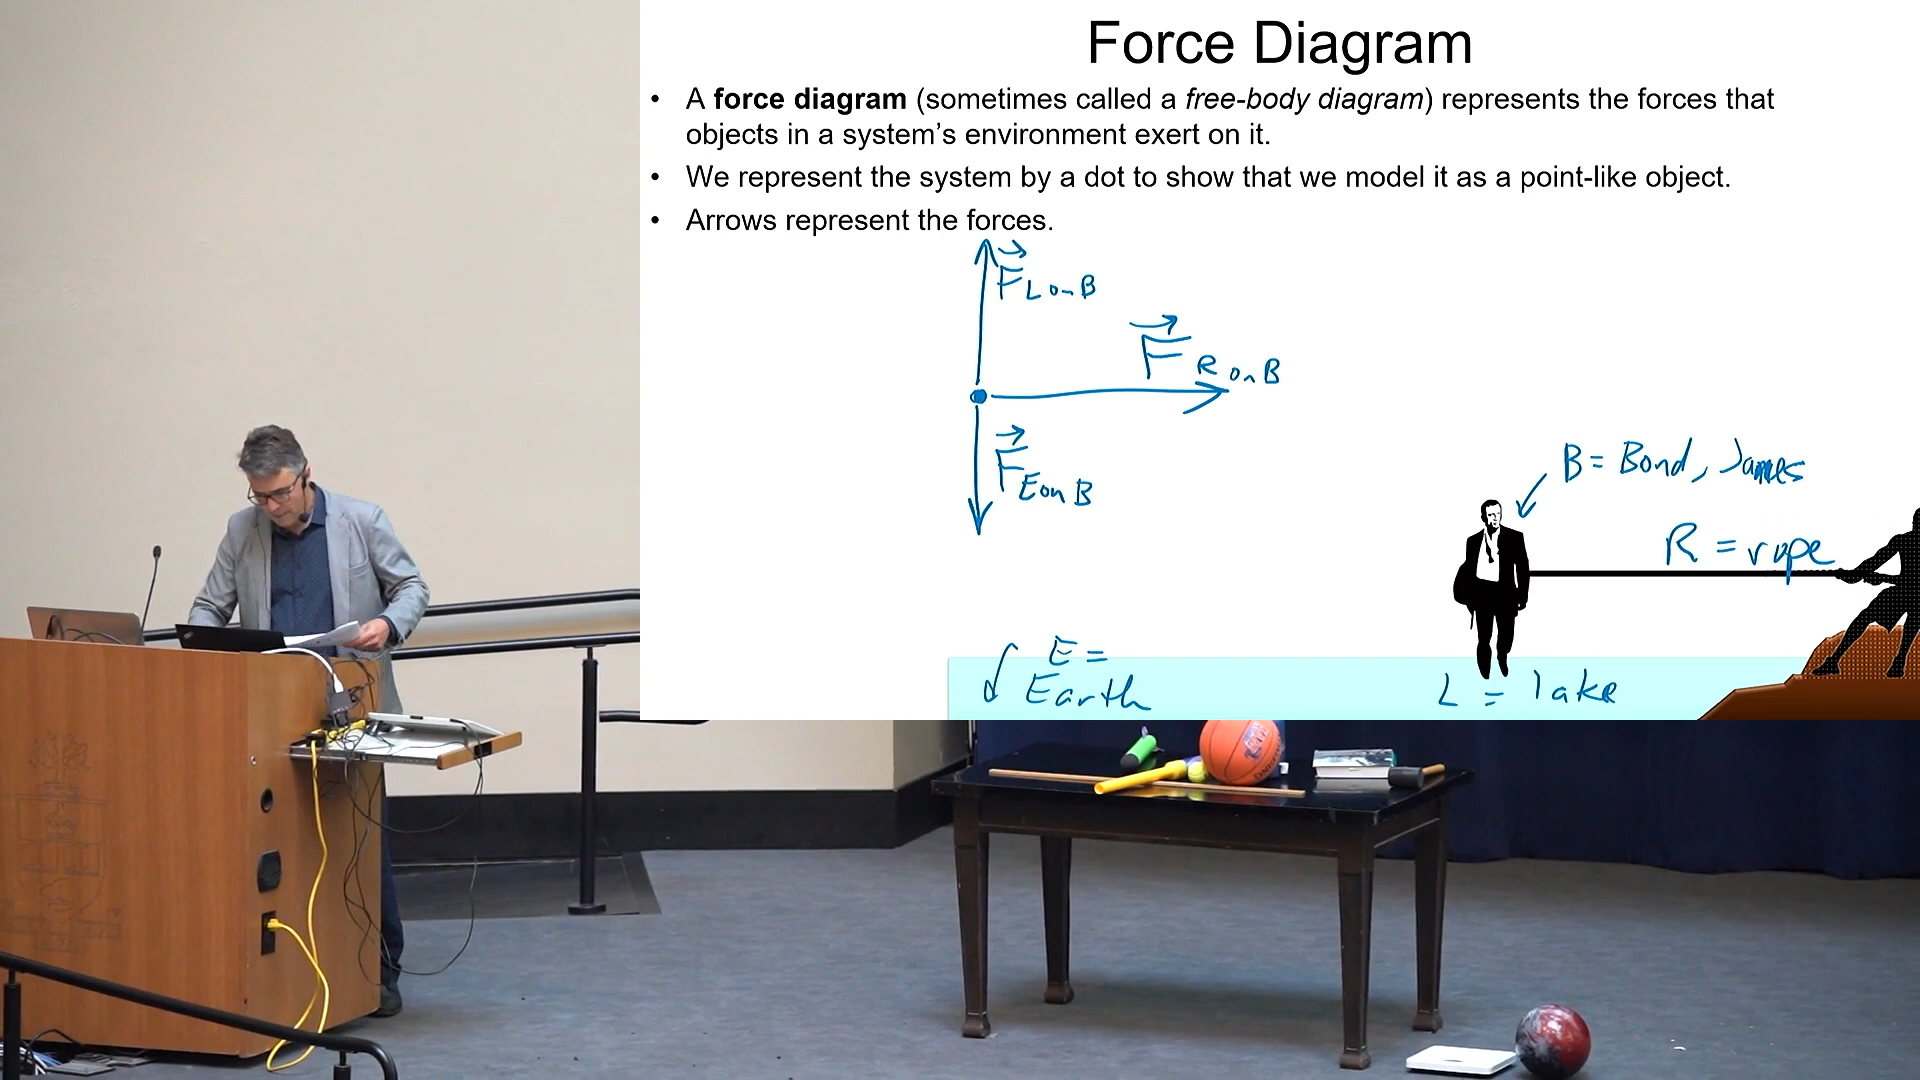 Force Diagram
• A force diagram (sometimes called a free-body diagram) represents the forces that
objects in a system's environment exert on it.
• We represent the system by a dot to show that we model it as a point-like object.
• Arrows represent the forces.
F L on B
F R on B
F E on B
B = Bond, James
R = rope
E =
Earth
L = lake